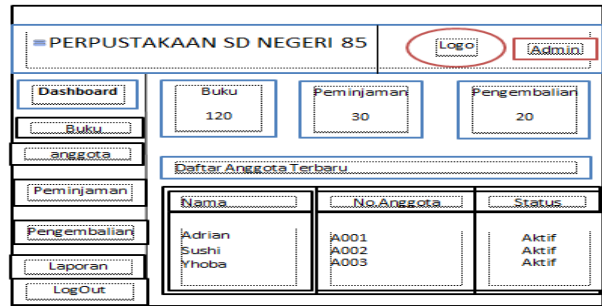 ≡PERPUSTAKAAN SD NEGERI 85
Logo
Admin
Dashboard
Buku
anggota
Peminjaman
Pengembalian
Laporan
LogOut
Buku
120
Peminjaman
30
Pengembalian
20
Daftar Anggota Terbaru
Nama No.Anggota Status
Adrian A001 Aktif
Sushi A002 Aktif
Yhoba A003 Aktif